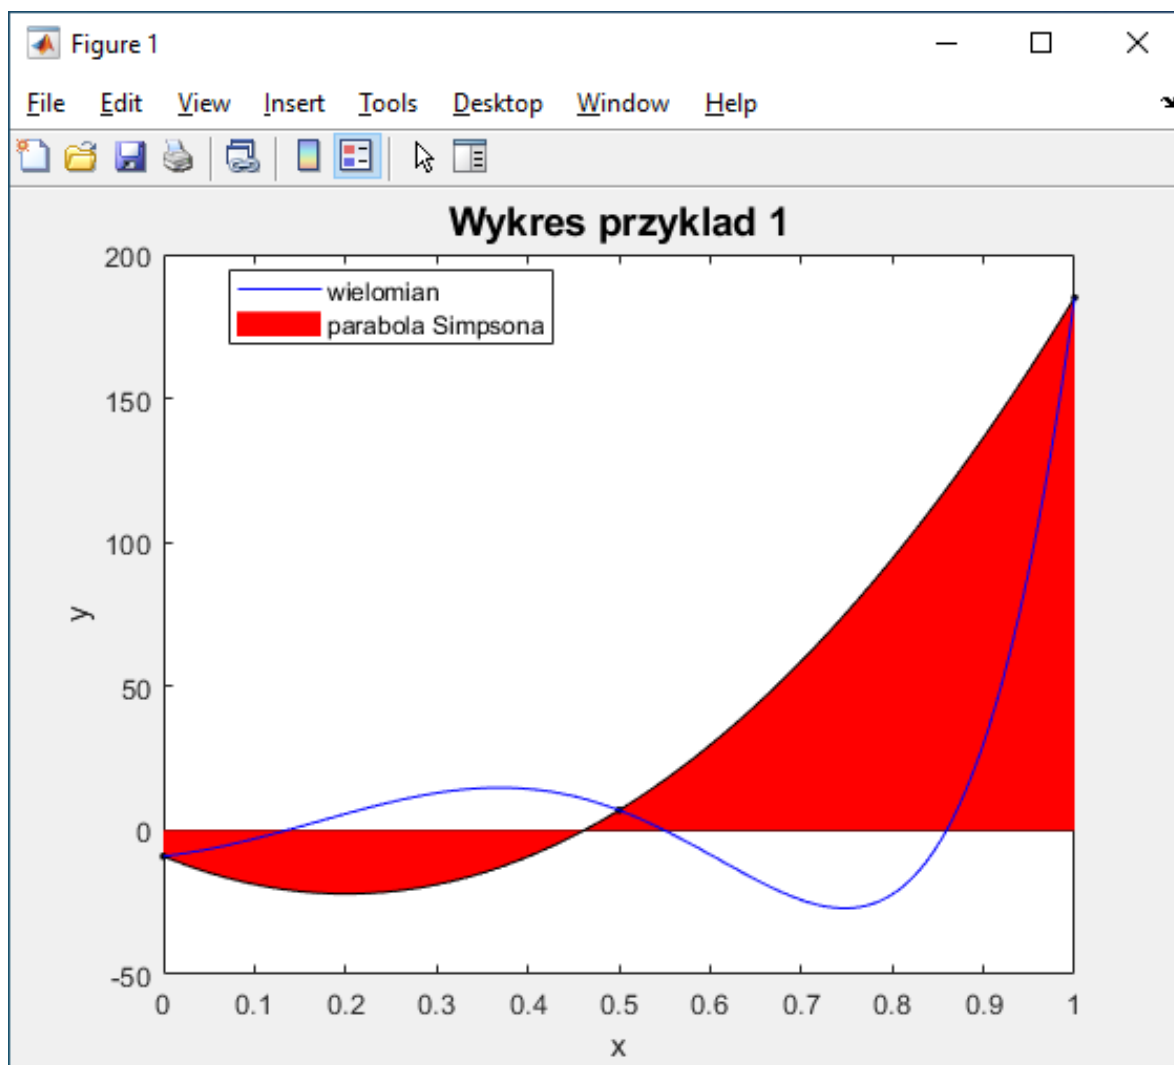 Figure 1
File Edit View Insert Tools Desktop Window Help
Wykres przyklad 1
wielomian
parabola Simpsona
200
150
100
50
0
-50
y
0 0.1 0.2 0.3 0.4 0.5 0.6 0.7 0.8 0.9 1
x